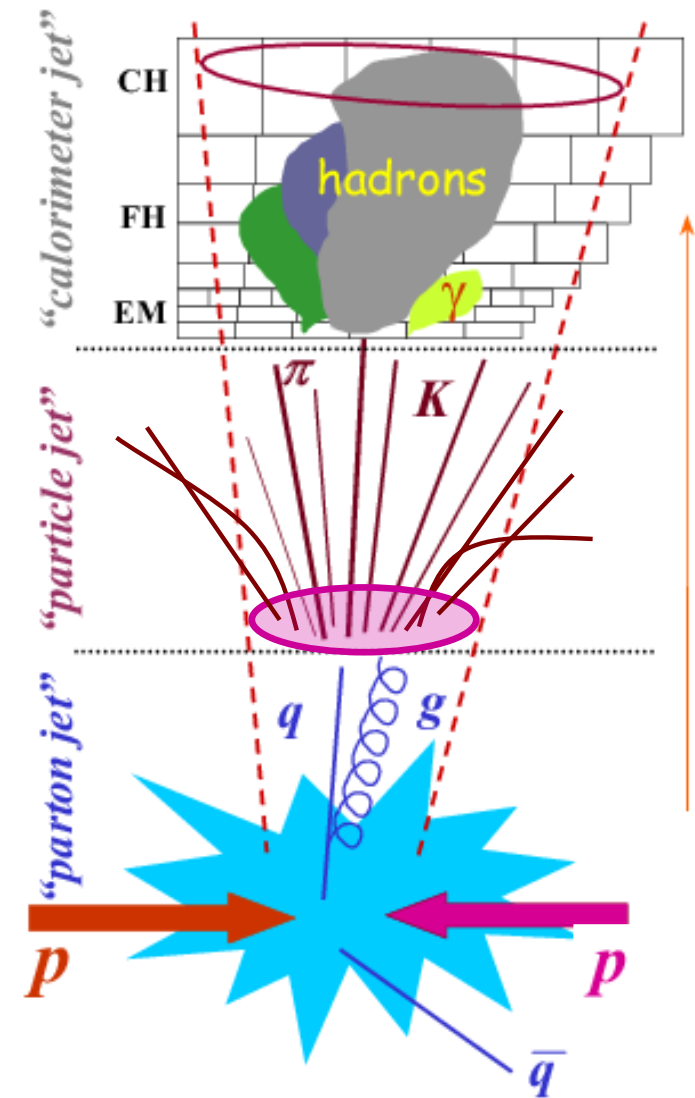 “calorimeter jet”
CH
hadrons
FH
EM
γ
“particle jet”
π
K
“parton jet”
q
g
p
p
q̅